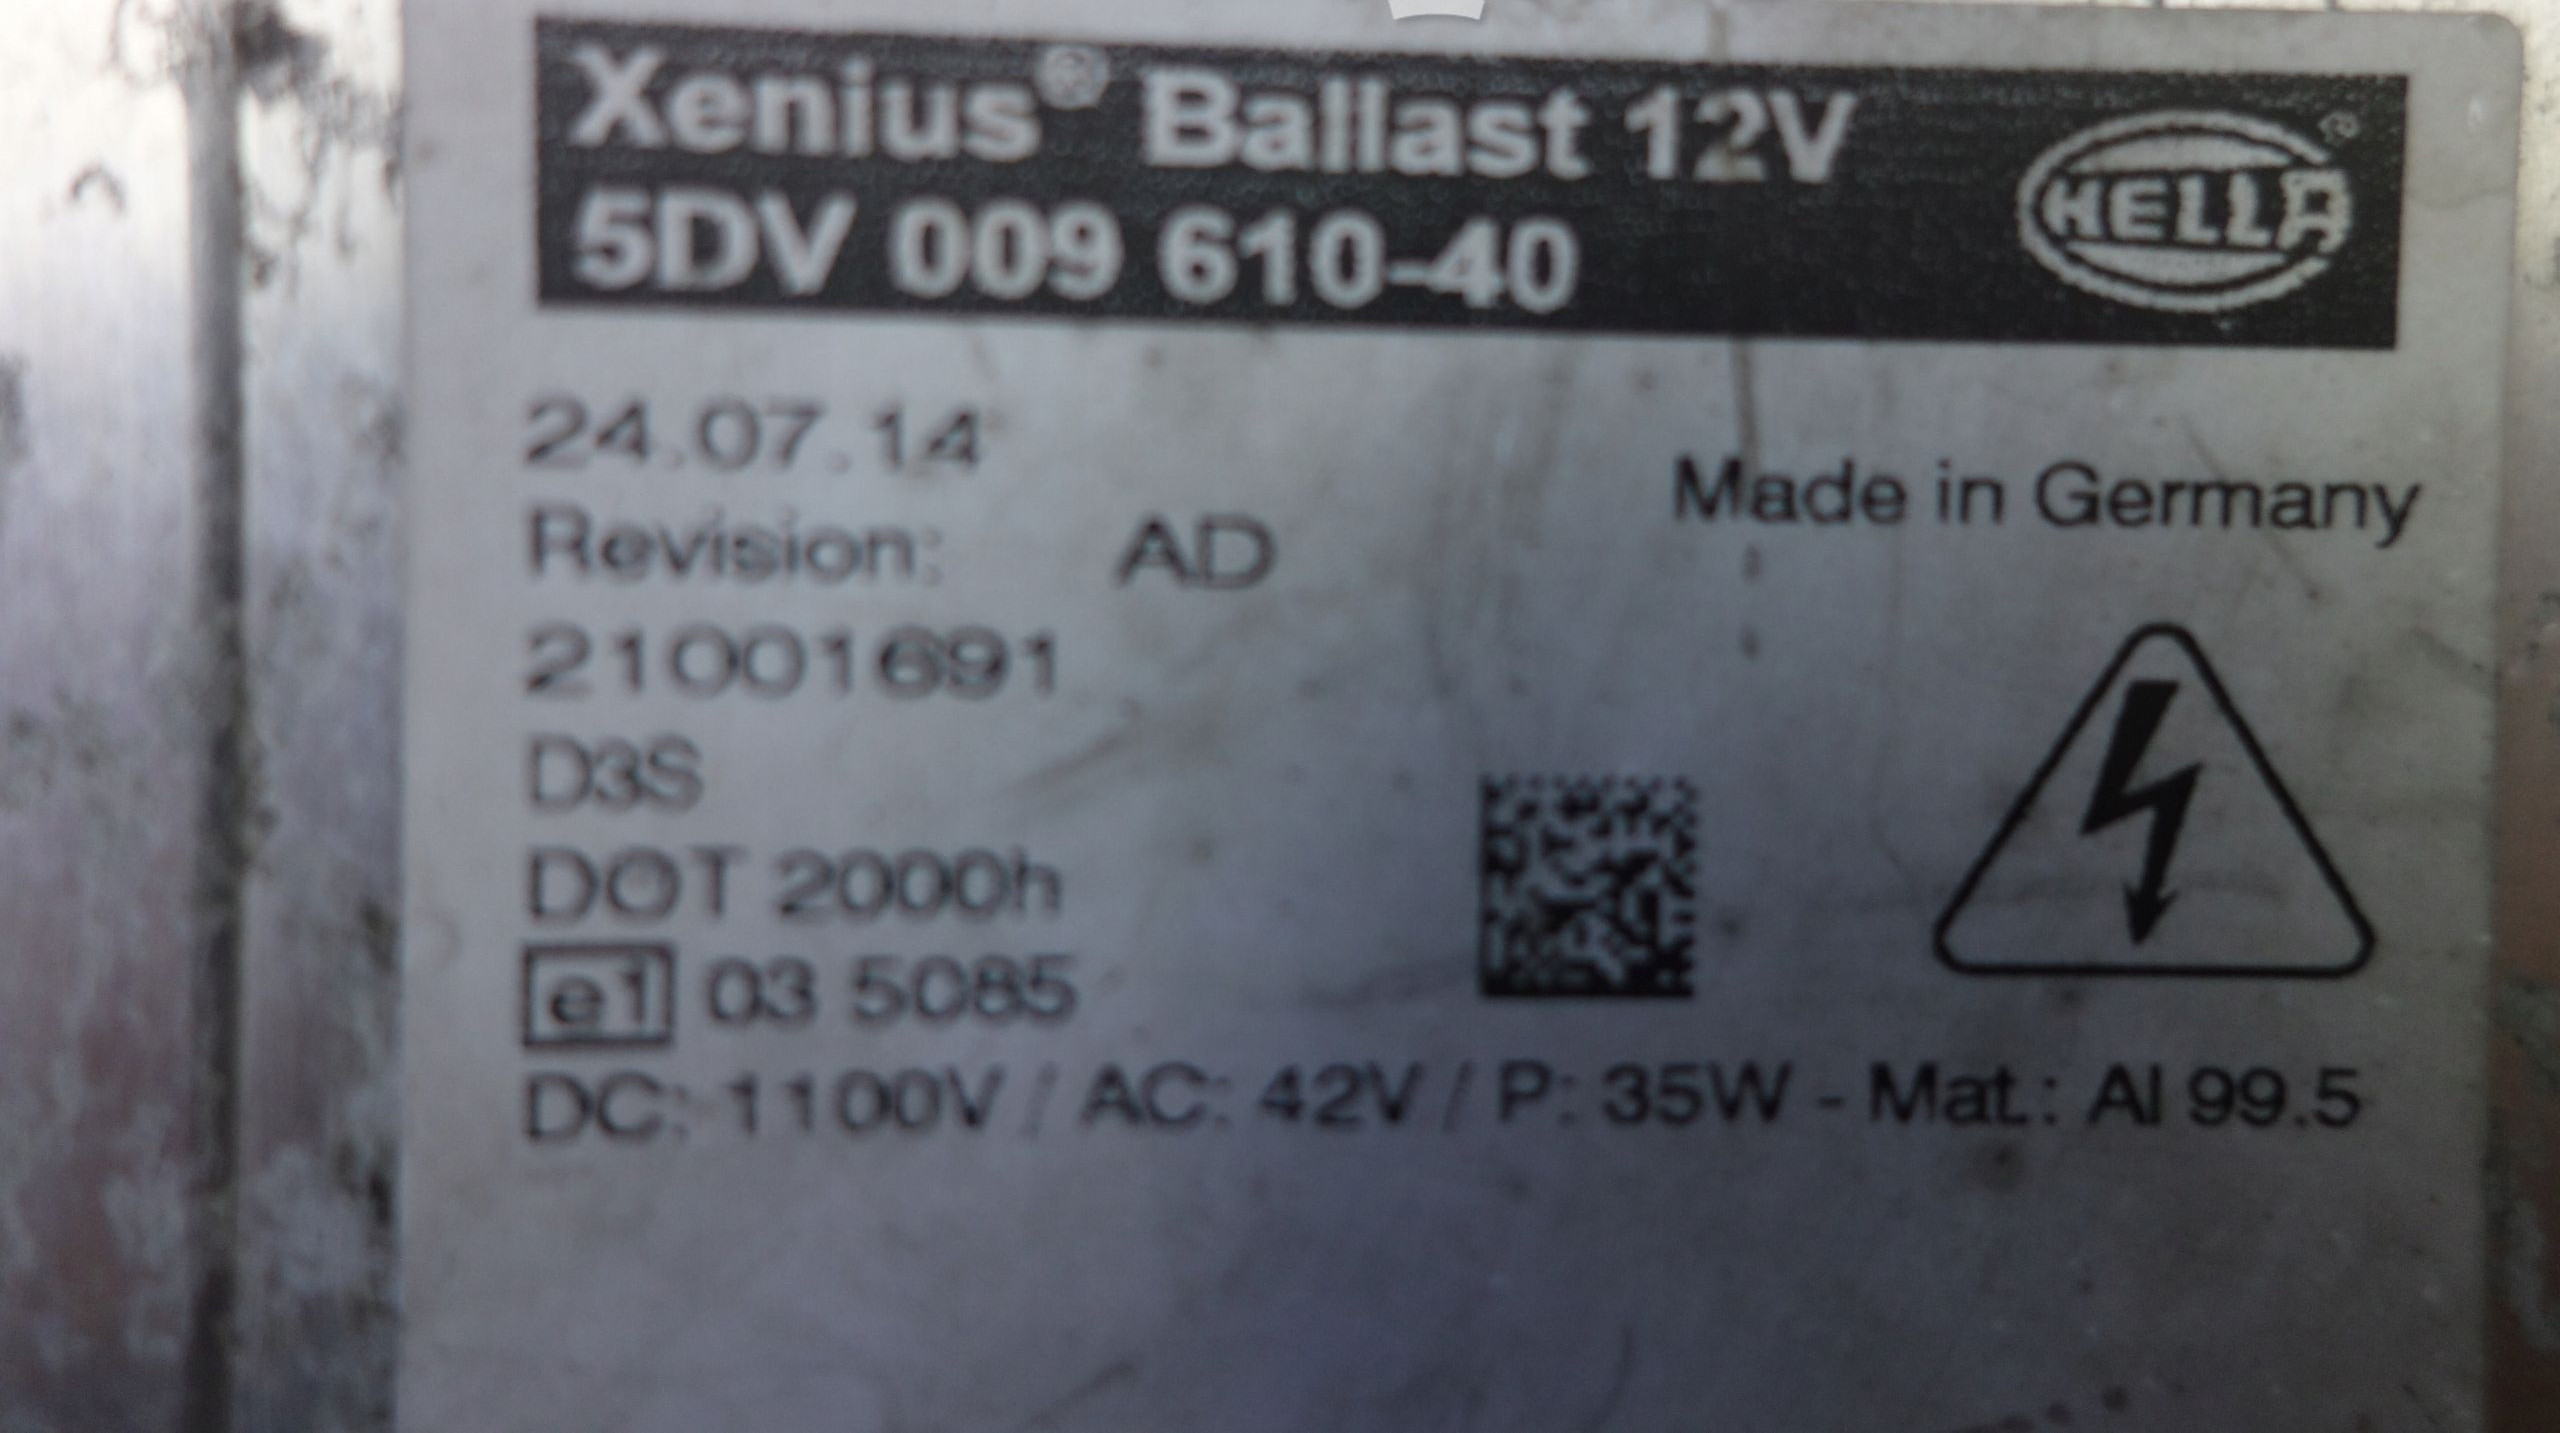 Xenius® Ballast 12V
5DV 009 610-40
HELLA
24.07.14
Made in Germany
Revision: AD
21001691
D3S
DOT 2000h
e1 03 5085
DC: 1100V / AC: 42V / P: 35W - Mat.: Al 99.5